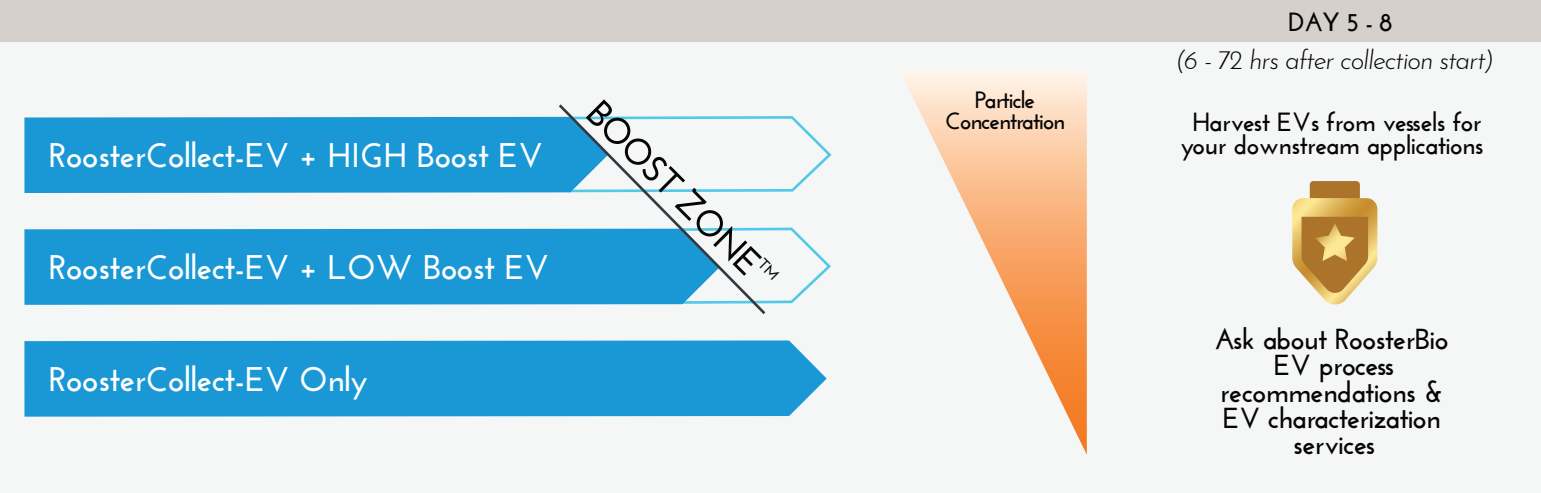 DAY 5 - 8
(6 - 72 hrs after collection start)
RoosterCollect-EV + HIGH Boost EV
RoosterCollect-EV + LOW Boost EV
RoosterCollect-EV Only
BOOST ZONE™
Particle
Concentration
Harvest EVs from vessels for
your downstream applications
Ask about RoosterBio
EV process
recommendations &
EV characterization
services